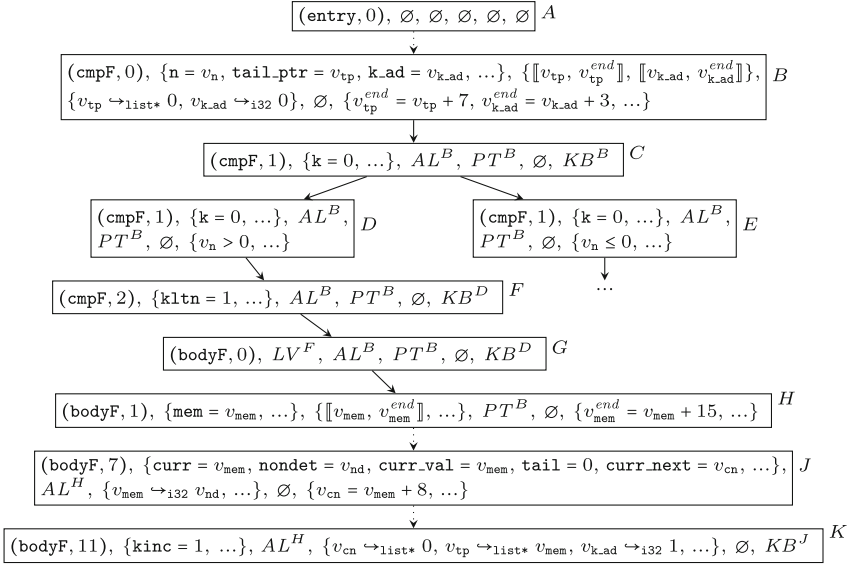 (entry, 0), ∅, ∅, ∅, ∅, ∅ A
(cmpF, 0), {n = v_n, tail_ptr = v_tp, k_ad = v_k_ad, ...}, {⟦v_tp, v_tp^end⟧, ⟦v_k_ad, v_k_ad^end⟧}, B
{v_tp ↪_list* 0, v_k_ad ↪_i32 0}, ∅, {v_tp^end = v_tp + 7, v_k_ad^end = v_k_ad + 3, ...}
(cmpF, 1), {k = 0, ...}, AL^B, PT^B, ∅, KB^B C
(cmpF, 1), {k = 0, ...}, AL^B, D
PT^B, ∅, {v_n > 0, ...}
(cmpF, 1), {k = 0, ...}, AL^B, E
PT^B, ∅, {v_n ≤ 0, ...}
...
(cmpF, 2), {kltn = 1, ...}, AL^B, PT^B, ∅, KB^D F
(bodyF, 0), LV^F, AL^B, PT^B, ∅, KB^D G
(bodyF, 1), {mem = v_mem, ...}, {⟦v_mem, v_mem^end⟧, ...}, PT^B, ∅, {v_mem^end = v_mem + 15, ...} H
(bodyF, 7), {curr = v_mem, nondet = v_nd, curr_val = v_mem, tail = 0, curr_next = v_cn, ...}, J
AL^H, {v_mem ↪_i32 v_nd, ...}, ∅, {v_cn = v_mem + 8, ...}
(bodyF, 11), {kinc = 1, ...}, AL^H, {v_cn ↪_list* 0, v_tp ↪_list* v_mem, v_k_ad ↪_i32 1, ...}, ∅, KB^J K